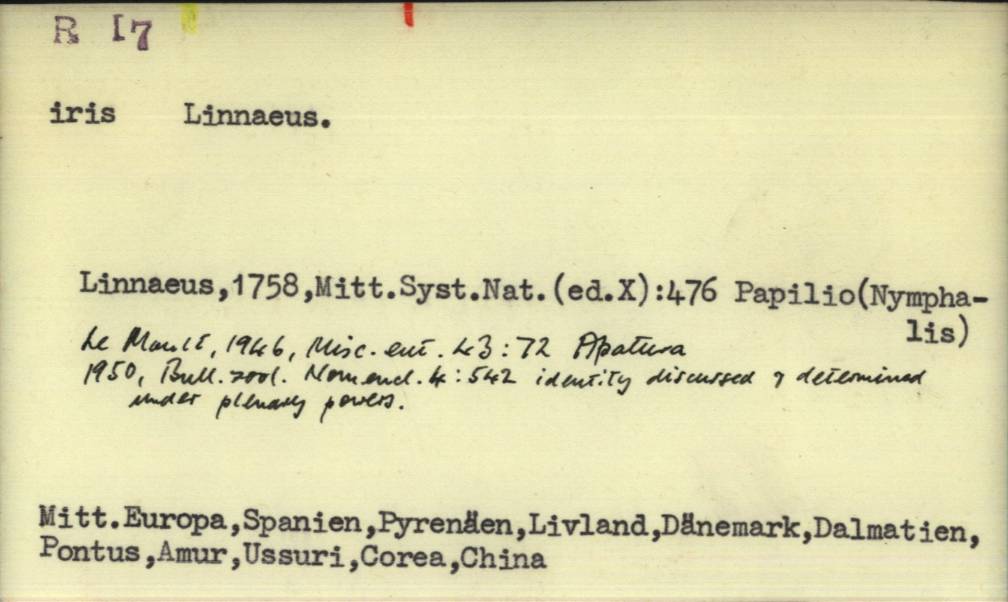 R I7
iris Linnaeus.
Linnaeus,1758,Mitt.Syst.Nat.(ed.X):476 Papilio(Nympha-
lis)
Le Moult, 1946, Misc. ent. 43:72 Apatura
1950, Bull. zool. Nomencl. 4:542 identity discussed & determined
under plenary powers.
Mitt.Europa,Spanien,Pyrenäen,Livland,Dänemark,Dalmatien,
Pontus,Amur,Ussuri,Corea,China